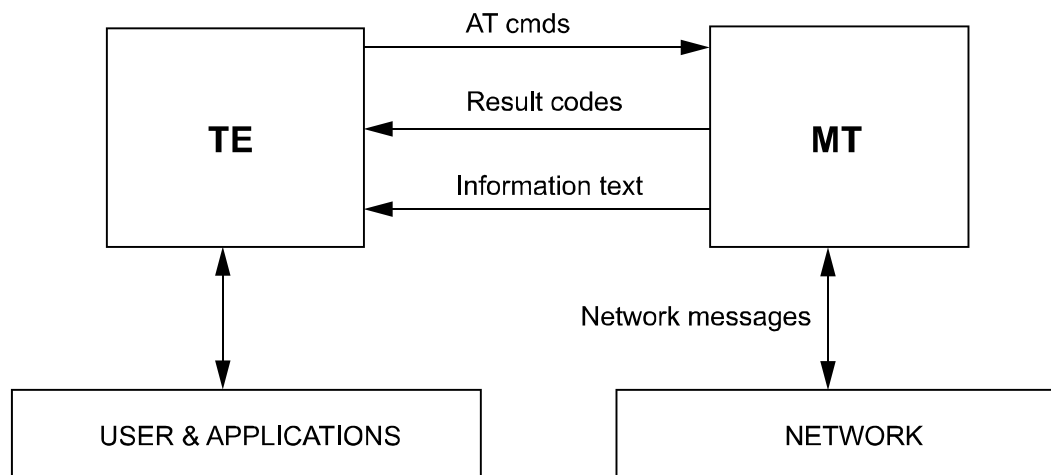 AT cmds
Result codes
TE
MT
Information text
Network messages
USER & APPLICATIONS
NETWORK